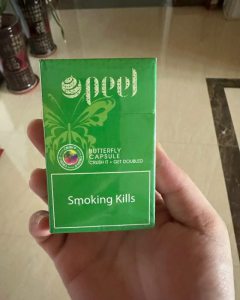 peel
BUTTERFLY
CAPSULE
CRUSH IT + GET DOUBLED
Smoking Kills